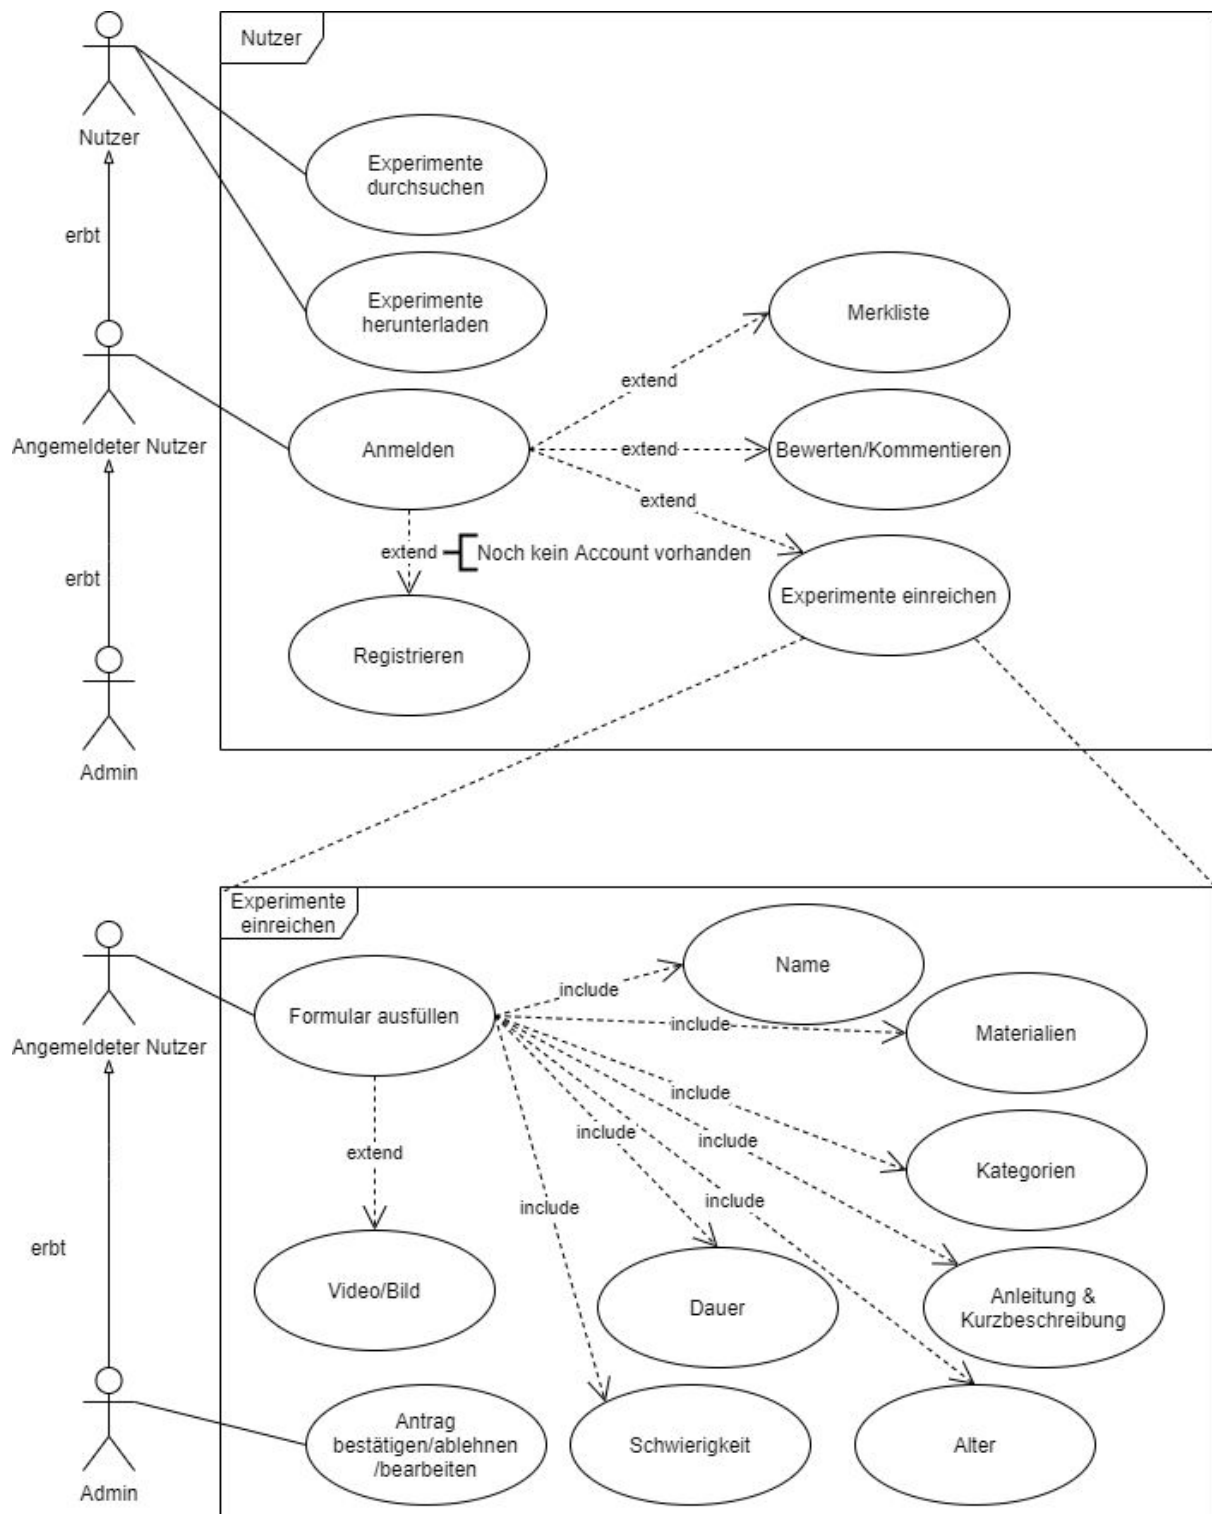 Nutzer
Nutzer
Experimente
durchsuchen
erbt
Experimente
herunterladen
Merkliste
extend
Angemeldeter Nutzer
Anmelden
extend
Bewerten/Kommentieren
extend
extend
Noch kein Account vorhanden
erbt
Experimente einreichen
Registrieren
Admin
Experimente
einreichen
Name
include
Formular ausfüllen
include
Materialien
Angemeldeter Nutzer
include
include
include
extend
Kategorien
include
include
erbt
Video/Bild
Dauer
Anleitung &
Kurzbeschreibung
Antrag
bestätigen/ablehnen
/bearbeiten
Schwierigkeit
Alter
Admin